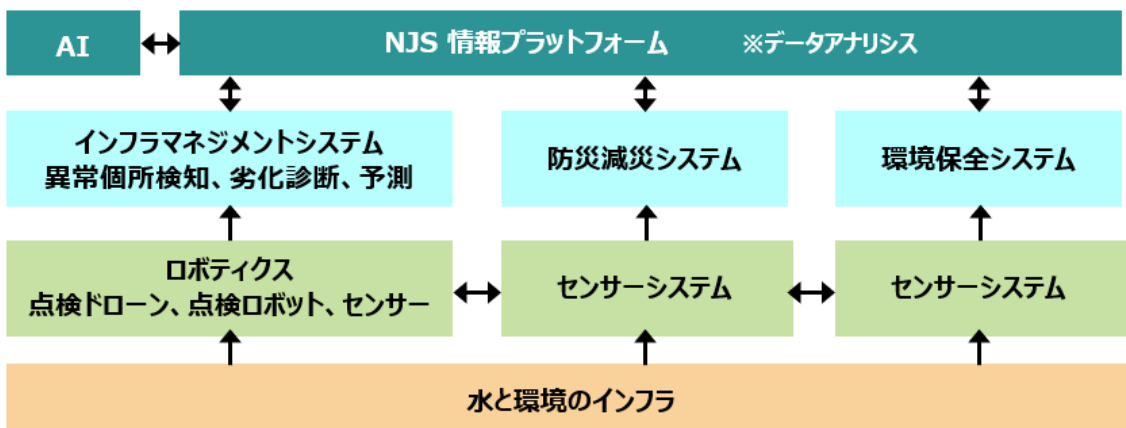 AI
NJS 情報プラットフォーム ※データアナリシス
インフラマネジメントシステム
異常個所検知、劣化診断、予測
防災減災システム
環境保全システム
ロボティクス
点検ドローン、点検ロボット、センサー
センサーシステム
センサーシステム
水と環境のインフラ